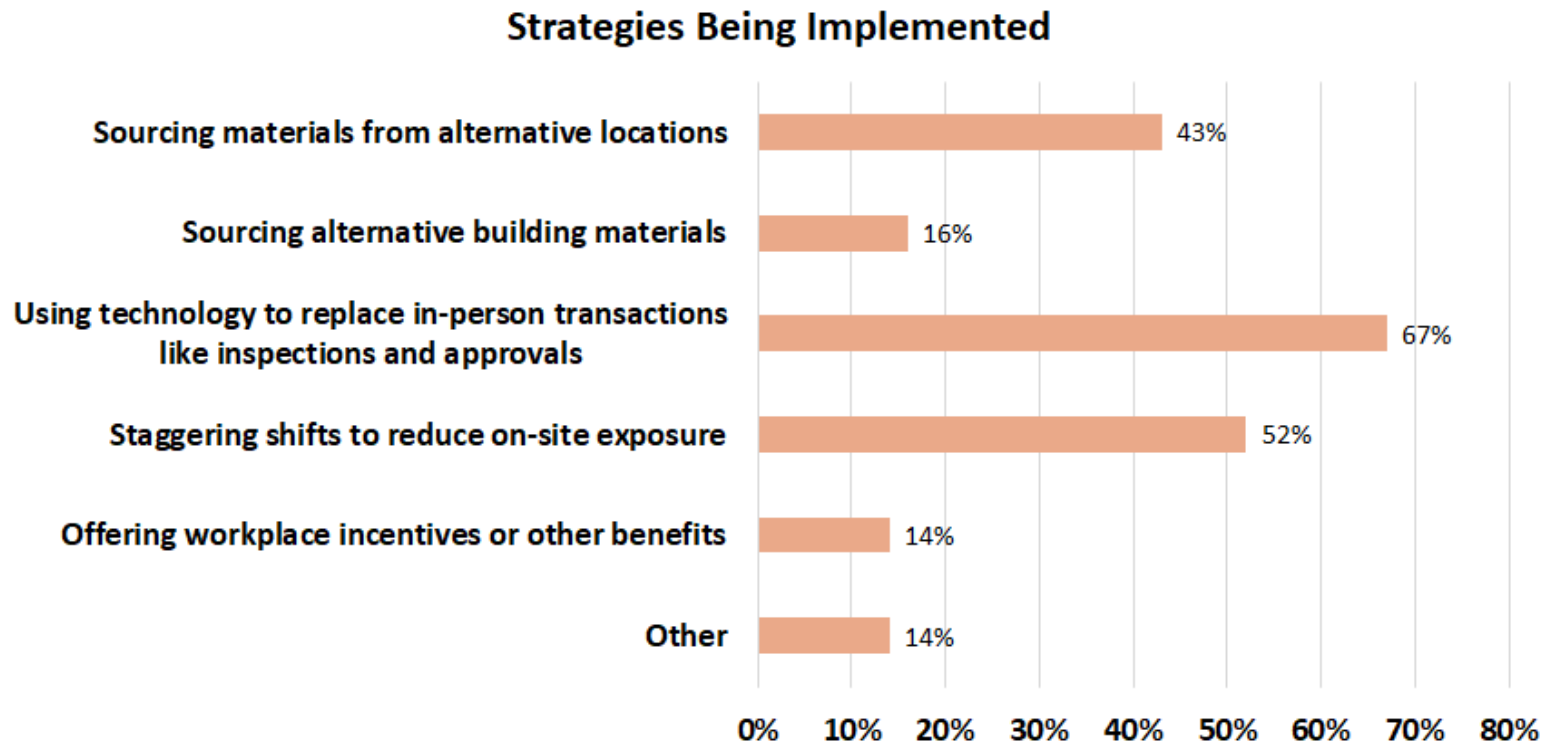 Strategies Being Implemented
Sourcing materials from alternative locations
43%
Sourcing alternative building materials
16%
Using technology to replace in-person transactions
like inspections and approvals
67%
Staggering shifts to reduce on-site exposure
52%
Offering workplace incentives or other benefits
14%
Other
14%
0% 10% 20% 30% 40% 50% 60% 70% 80%